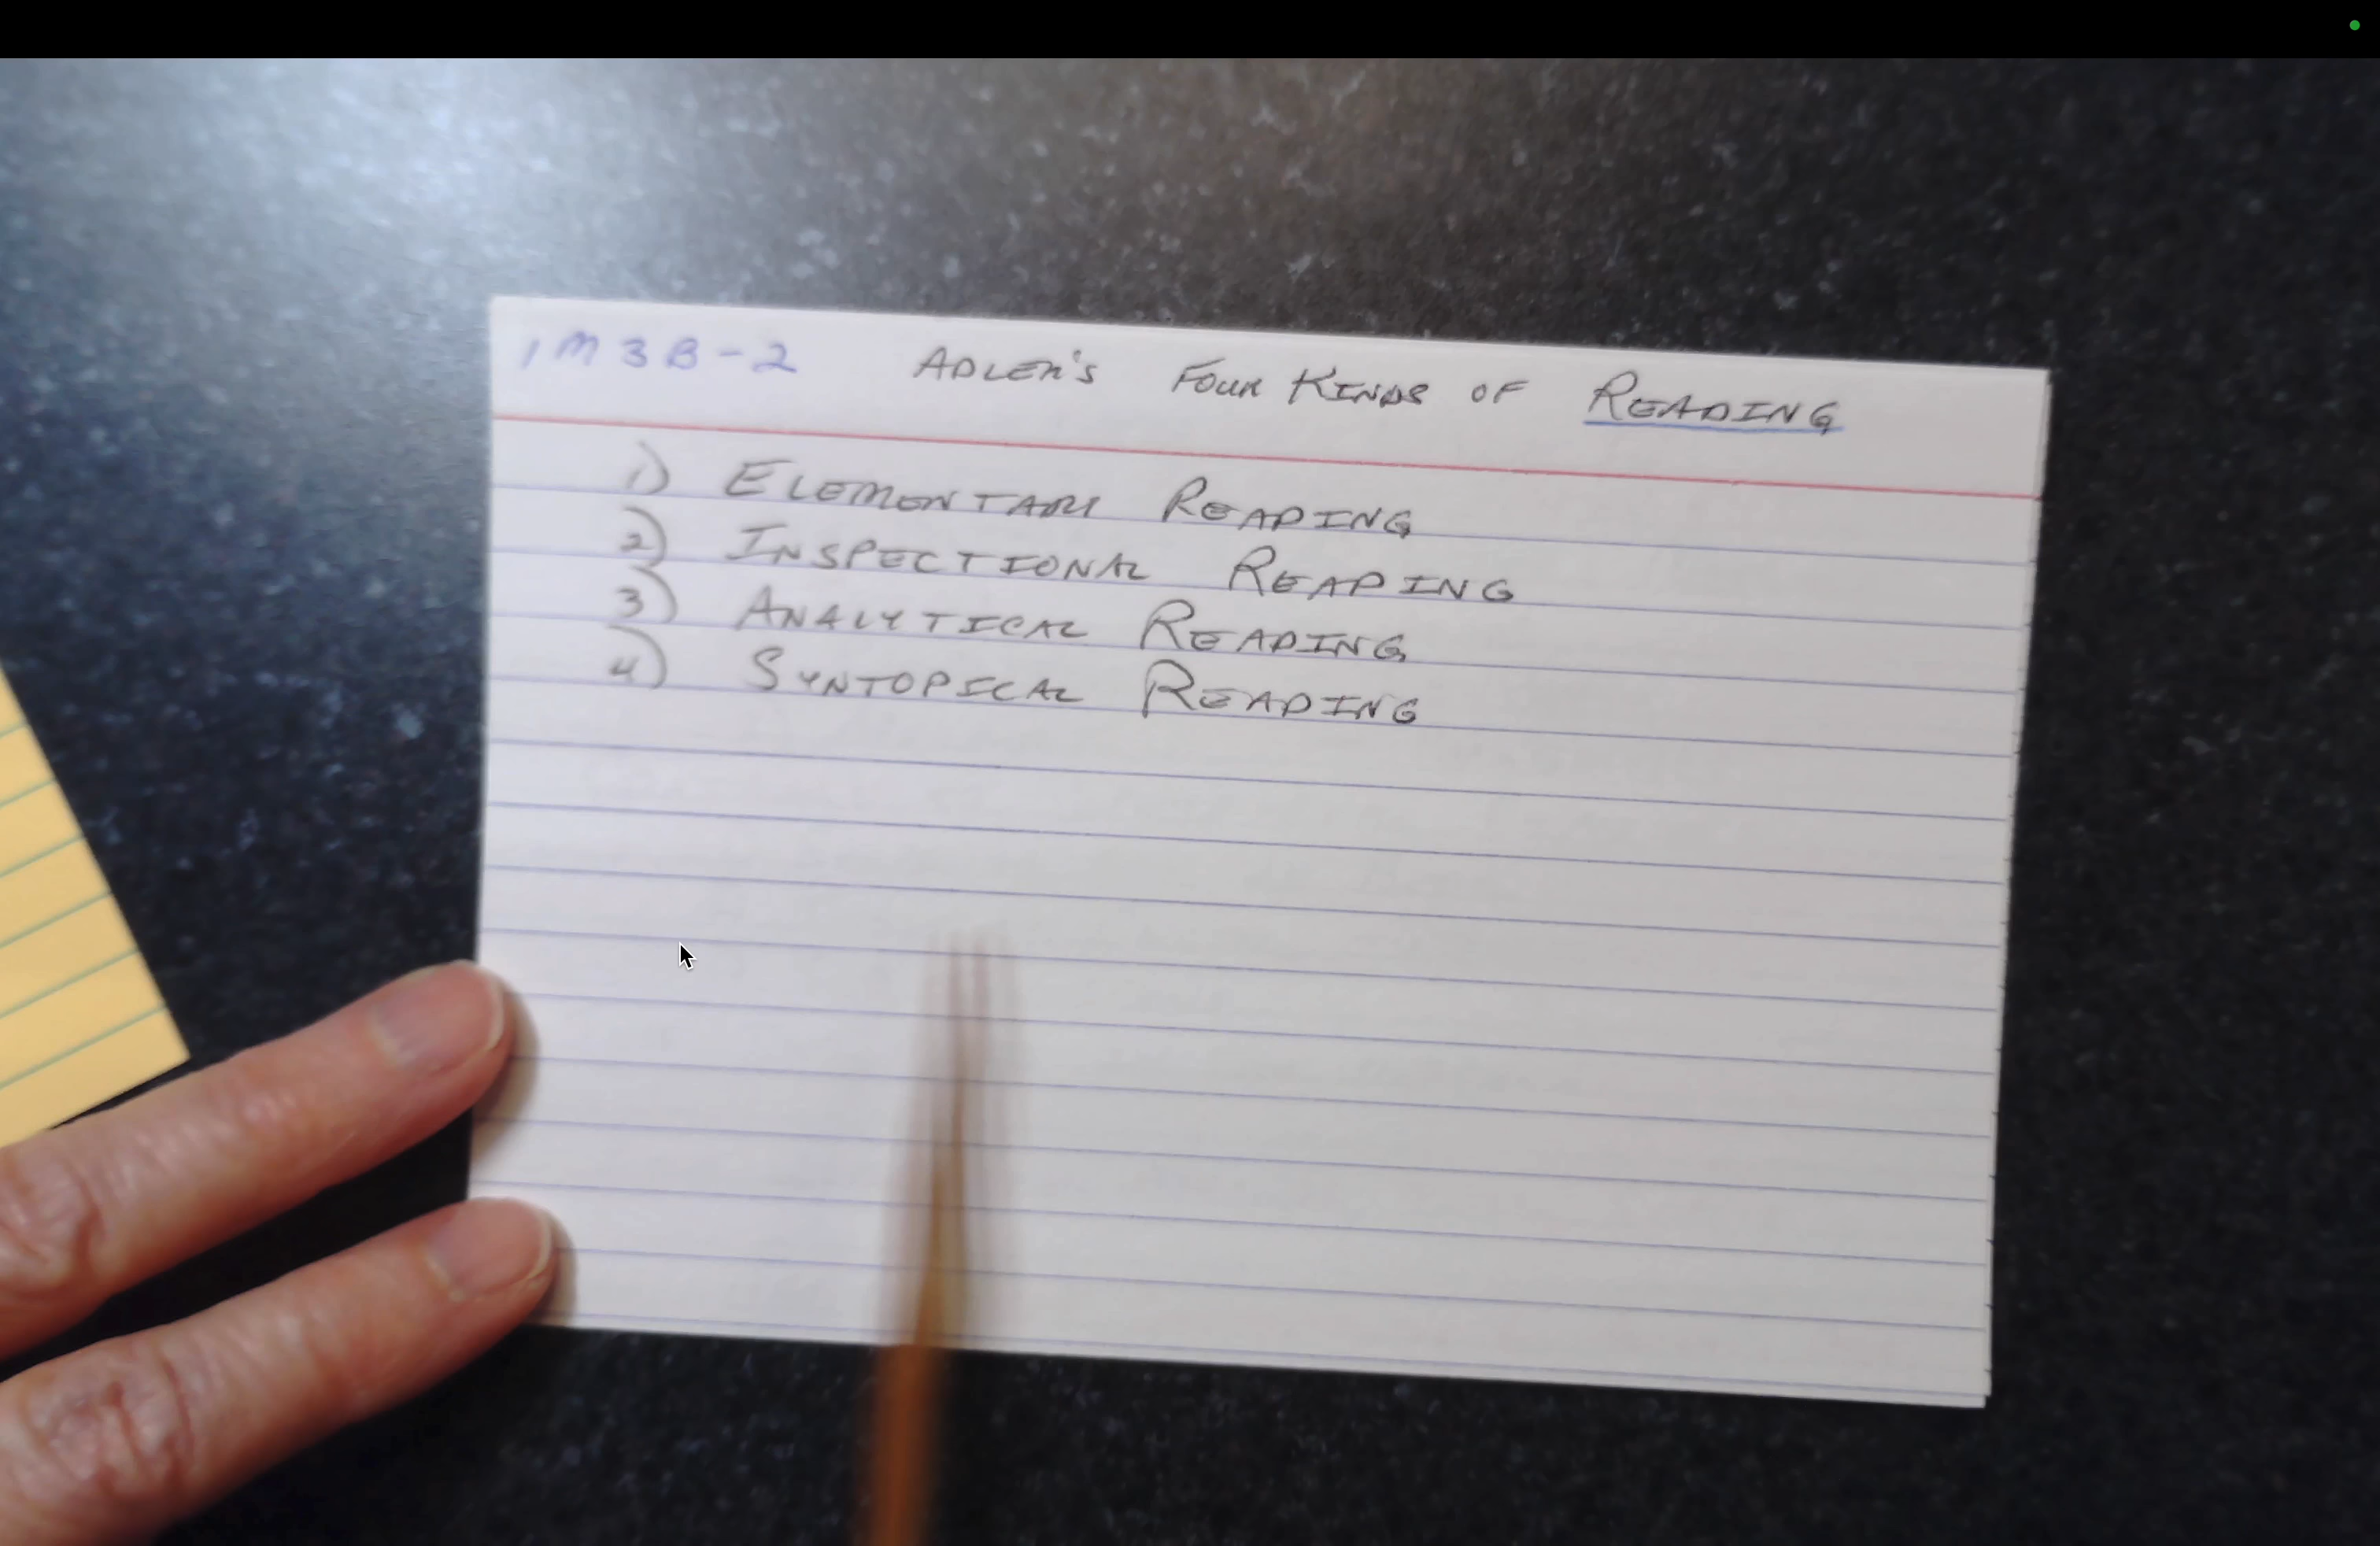 1M3B-2 ADLER'S FOUR KINDS OF READING
1) ELEMENTARY READING
2) INSPECTIONAL READING
3) ANALYTICAL READING
4) SYNTOPICAL READING